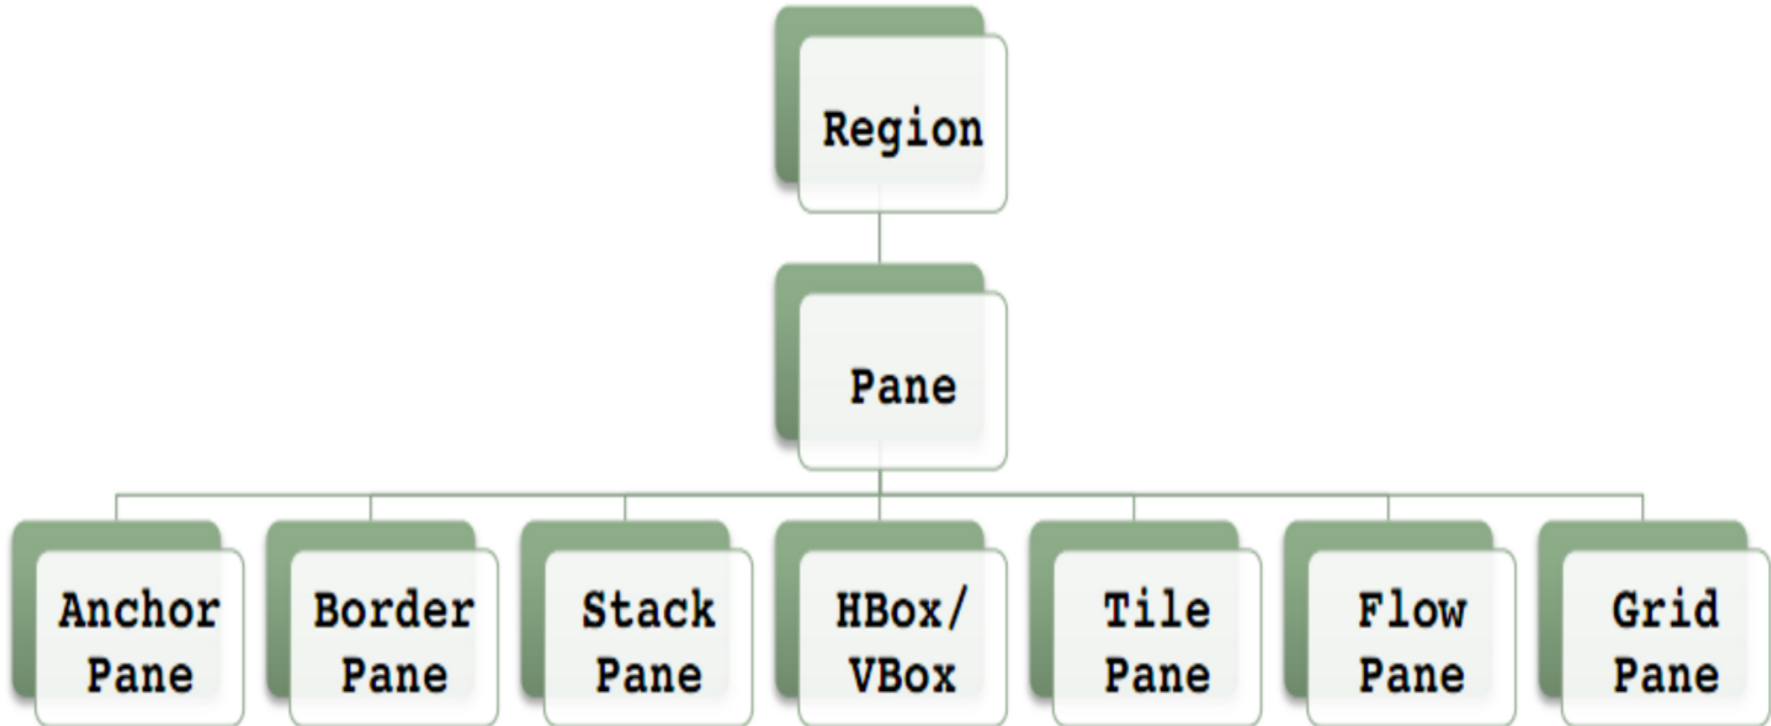 Region
Pane
Anchor
Pane
Border
Pane
Stack
Pane
HBox/
VBox
Tile
Pane
Flow
Pane
Grid
Pane